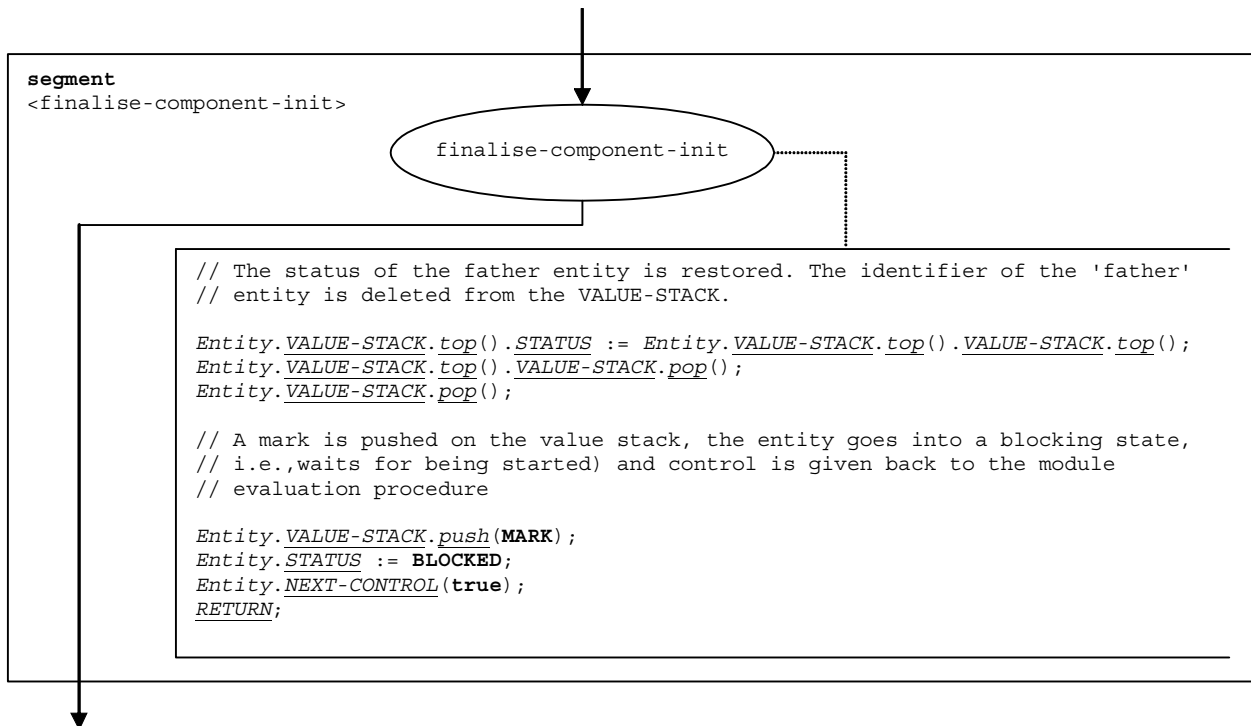 segment
<finalise-component-init>
finalise-component-init
// The status of the father entity is restored. The identifier of the 'father'
// entity is deleted from the VALUE-STACK.
Entity.VALUE-STACK.top().STATUS := Entity.VALUE-STACK.top().VALUE-STACK.top();
Entity.VALUE-STACK.top().VALUE-STACK.pop();
Entity.VALUE-STACK.pop();
// A mark is pushed on the value stack, the entity goes into a blocking state,
// i.e.,waits for being started) and control is given back to the module
// evaluation procedure
Entity.VALUE-STACK.push(MARK);
Entity.STATUS := BLOCKED;
Entity.NEXT-CONTROL(true);
RETURN;